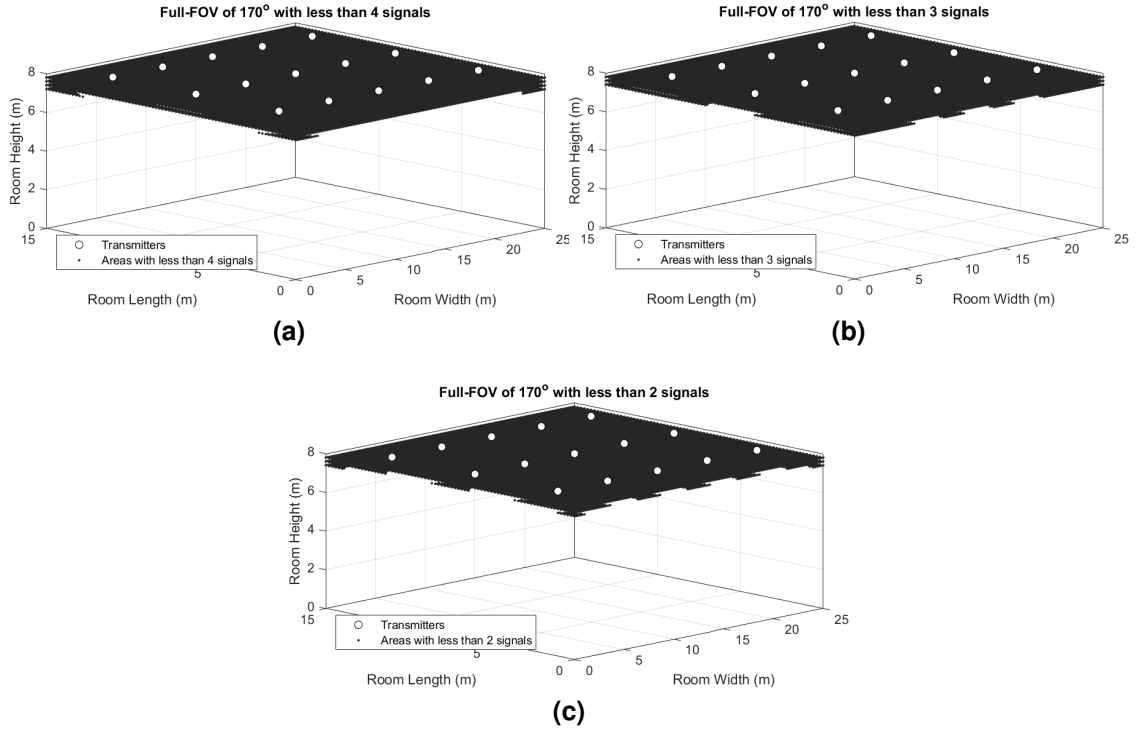 Full-FOV of 170o with less than 4 signals
8
6
4
2
0
Room Height (m)
15
5
0
Room Length (m)
0
5
10
15
20
25
Room Width (m)
Transmitters
Areas with less than 4 signals
(a)
Full-FOV of 170o with less than 3 signals
8
6
4
2
0
Room Height (m)
15
5
0
Room Length (m)
0
5
10
15
20
25
Room Width (m)
Transmitters
Areas with less than 3 signals
(b)
Full-FOV of 170o with less than 2 signals
8
6
4
2
0
Room Height (m)
15
5
0
Room Length (m)
0
5
10
15
20
25
Room Width (m)
Transmitters
Areas with less than 2 signals
(c)